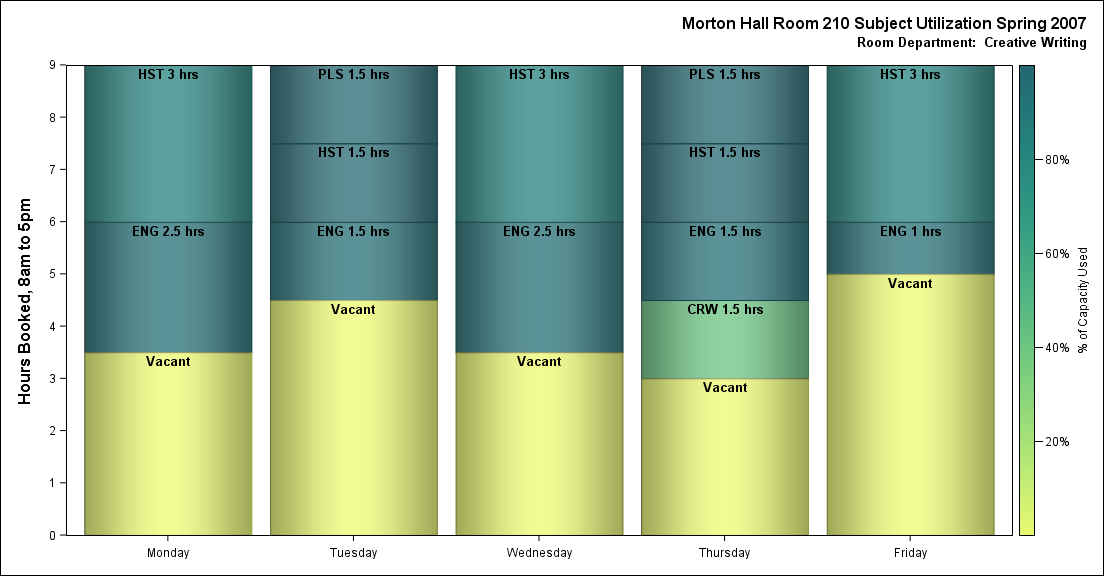 Morton Hall Room 210 Subject Utilization Spring 2007
Room Department:  Creative Writing
Hours Booked, 8am to 5pm
9
8
7
6
5
4
3
2
1
0
HST 3 hrs
ENG 2.5 hrs
Vacant
Monday
PLS 1.5 hrs
HST 1.5 hrs
ENG 1.5 hrs
Vacant
Tuesday
HST 3 hrs
ENG 2.5 hrs
Vacant
Wednesday
PLS 1.5 hrs
HST 1.5 hrs
ENG 1.5 hrs
CRW 1.5 hrs
Vacant
Thursday
HST 3 hrs
ENG 1 hrs
Vacant
Friday
80%
60%
40%
20%
% of Capacity Used